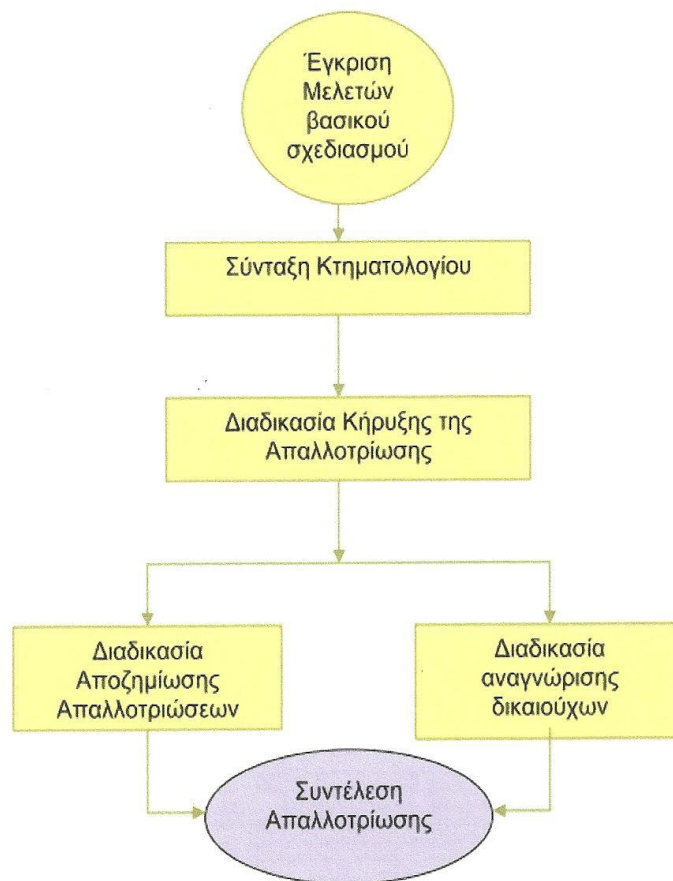 Έγκριση
Μελετών
βασικού
σχεδιασμού
Σύνταξη Κτηματολογίου
Διαδικασία Κήρυξης της
Απαλλοτρίωσης
Διαδικασία
Αποζημίωσης
Απαλλοτριώσεων
Διαδικασία
αναγνώρισης
δικαιούχων
Συντέλεση
Απαλλοτρίωσης